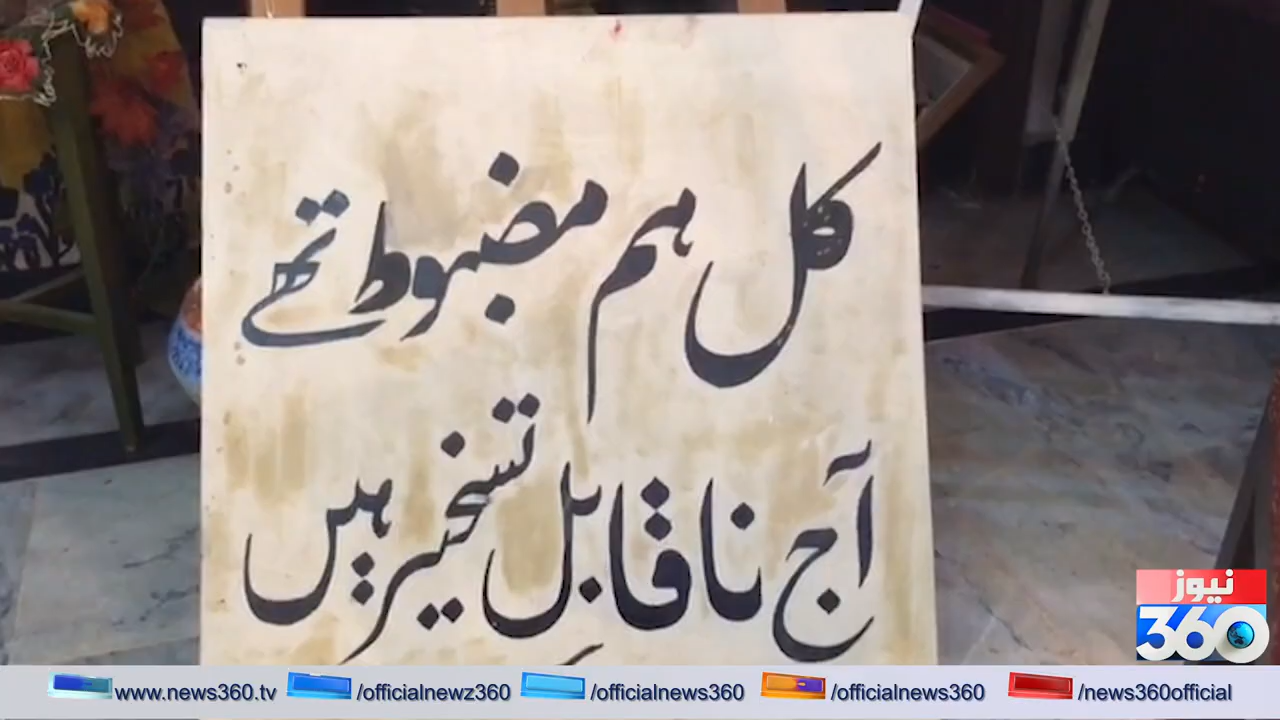 کل ہم مضبوط تھے
آج ناقابل تسخیر ہیں
نیوز
360
www.news360.tv /officialnewz360 /officialnews360 /officialnews360 /news360official